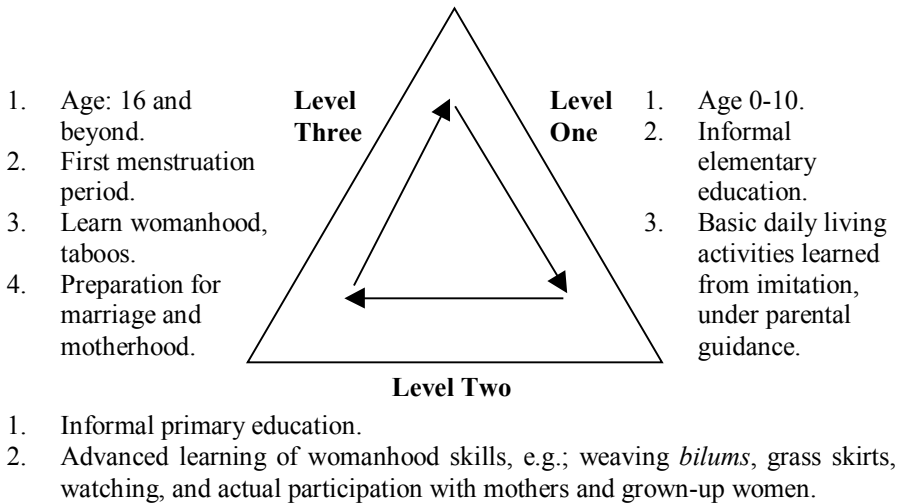 Level Three
1. Age: 16 and
beyond.
2. First menstruation
period.
3. Learn womanhood,
taboos.
4. Preparation for
marriage and
motherhood.
Level One
1. Age 0-10.
2. Informal
elementary
education.
3. Basic daily living
activities learned
from imitation,
under parental
guidance.
Level Two
1. Informal primary education.
2. Advanced learning of womanhood skills, e.g.; weaving bilums, grass skirts,
watching, and actual participation with mothers and grown-up women.